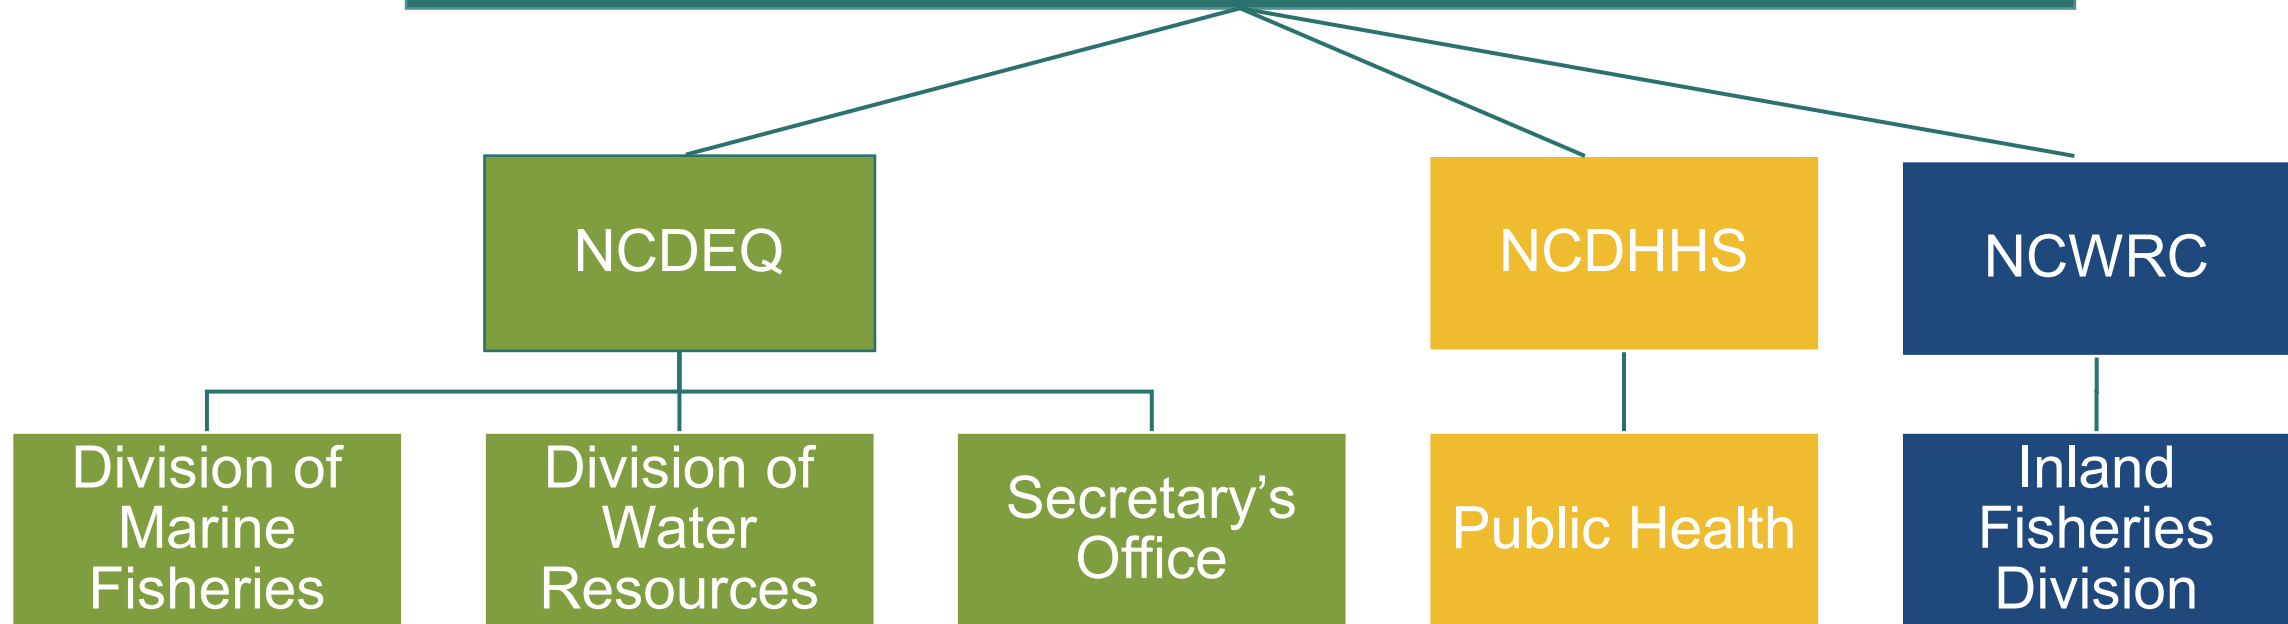 NCDEQ
NCDHHS
NCWRC
Division of
Marine
Fisheries
Division of
Water
Resources
Secretary’s
Office
Public Health
Inland
Fisheries
Division